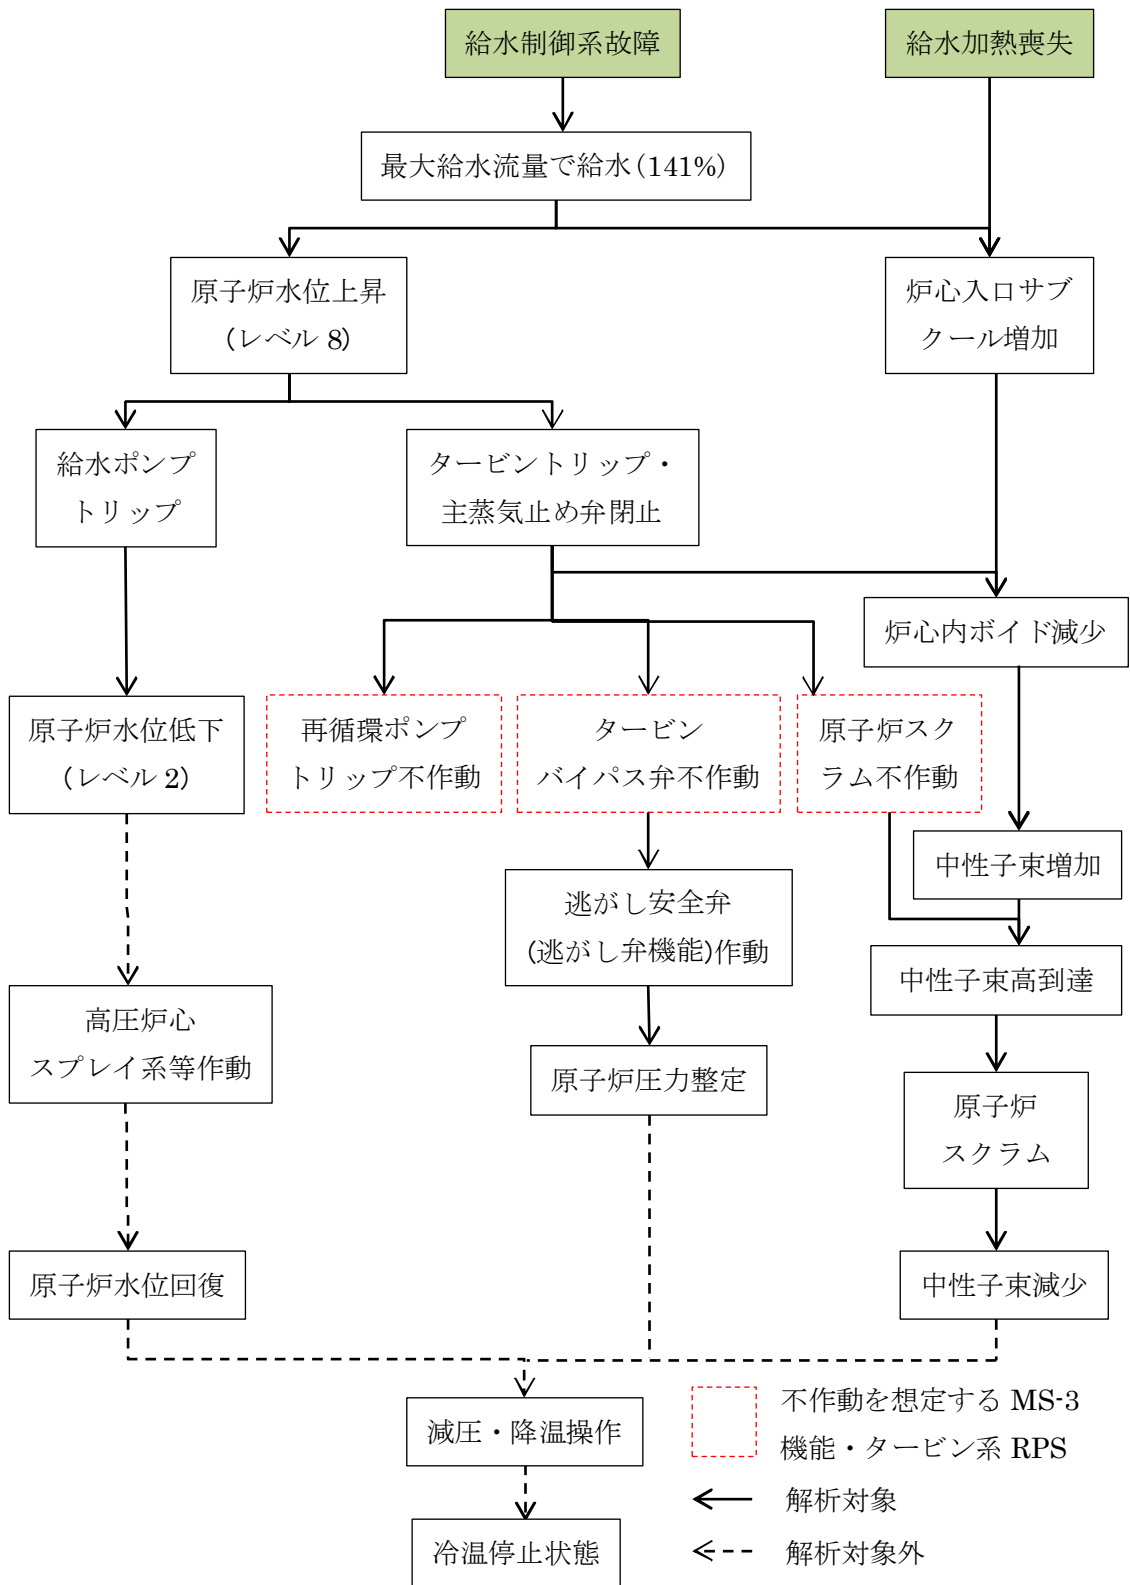 給水制御系故障
給水加熱喪失
最大給水流量で給水(141%)
原子炉水位上昇
(レベル 8)
炉心入口サブ
クール増加
給水ポンプ
トリップ
タービントリップ・
主蒸気止め弁閉止
炉心内ボイド減少
原子炉水位低下
(レベル 2)
再循環ポンプ
トリップ不作動
タービン
バイパス弁不作動
原子炉スク
ラム不作動
中性子束増加
逃がし安全弁
(逃がし弁機能)作動
中性子束高到達
高圧炉心
スプレイ系等作動
原子炉圧力整定
原子炉
スクラム
原子炉水位回復
中性子束減少
減圧・降温操作
冷温停止状態
不作動を想定する MS-3
機能・タービン系 RPS
解析対象
解析対象外